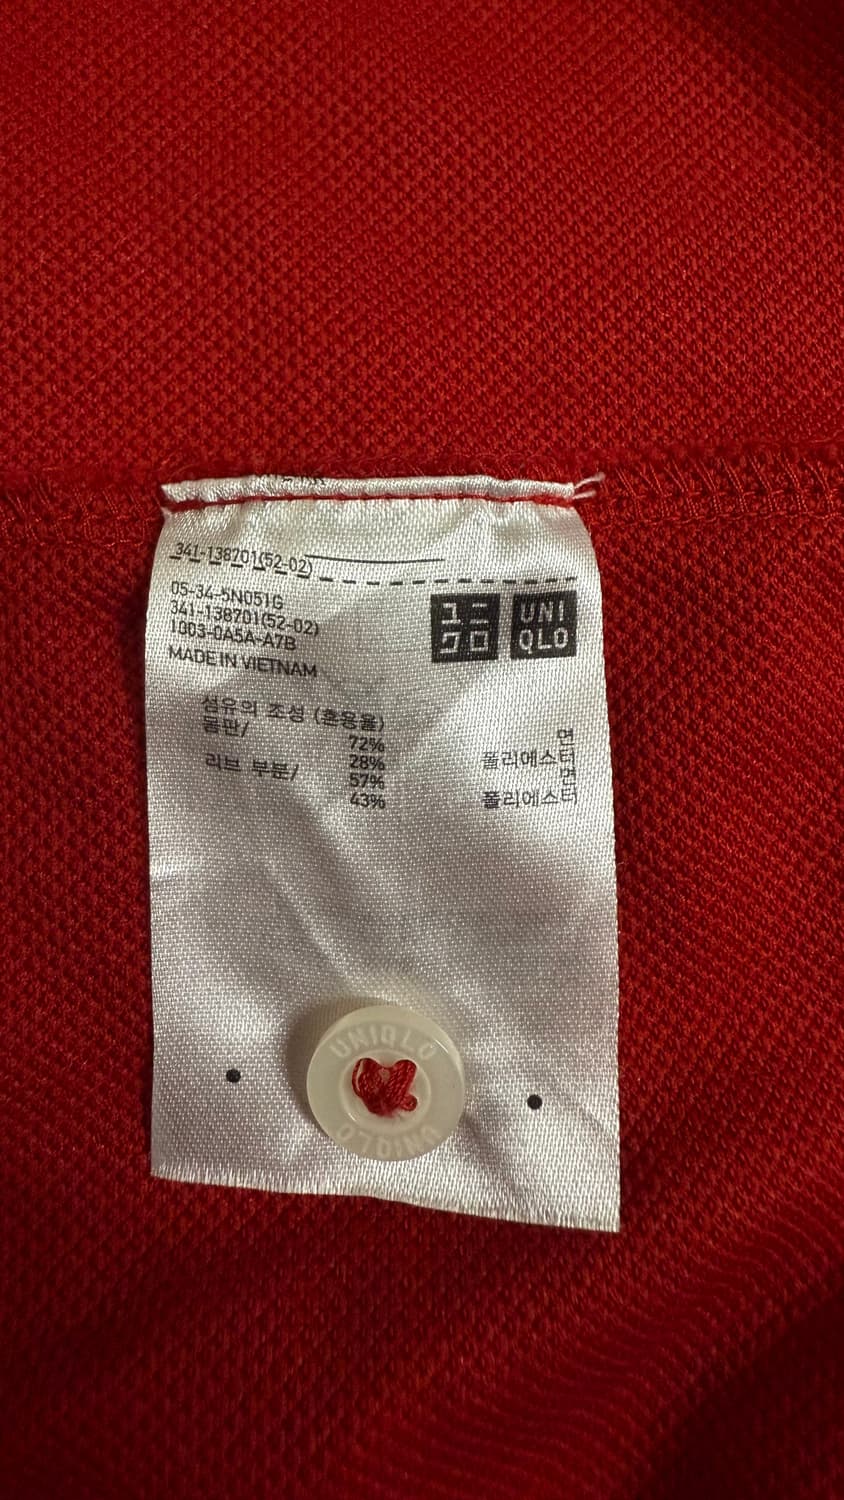 341-138701(52-02)
05-34-5N051G
341-138701(52-02)
1003-0A5A-A7B
MADE IN VIETNAM
ユニ
クロ
UNI
QLO
섬유의 조성 (혼용율)
몸판/
72% 면
28% 폴리에스터
리브 부분/
57% 면
43% 폴리에스터
UNIQLO
UNIQLO